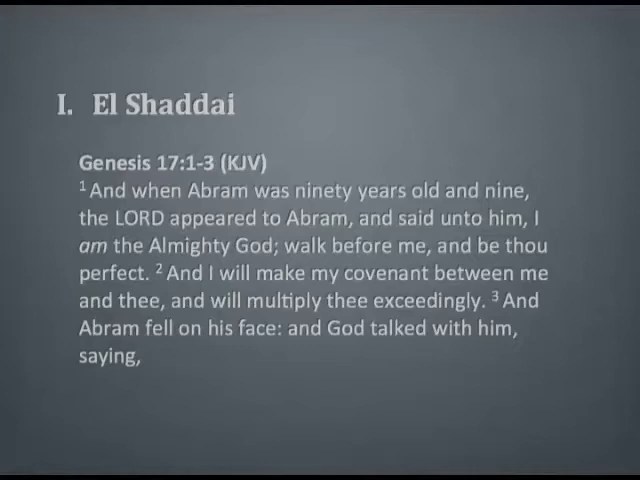 I. El Shaddai
Genesis 17:1-3 (KJV)
1 And when Abram was ninety years old and nine,
the LORD appeared to Abram, and said unto him, I
am the Almighty God; walk before me, and be thou
perfect. 2 And I will make my covenant between me
and thee, and will multiply thee exceedingly. 3 And
Abram fell on his face: and God talked with him,
saying,